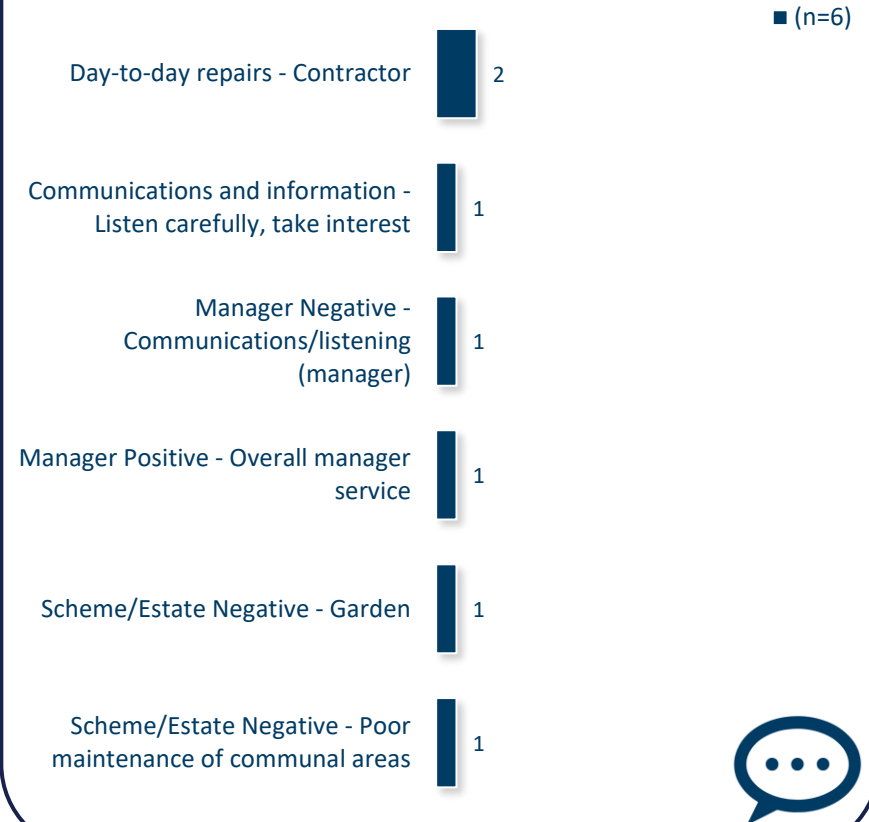 (n=6)
Day-to-day repairs - Contractor
2
Communications and information -
Listen carefully, take interest
1
Manager Negative -
Communications/listening
(manager)
1
Manager Positive - Overall manager
service
1
Scheme/Estate Negative - Garden
1
Scheme/Estate Negative - Poor
maintenance of communal areas
1